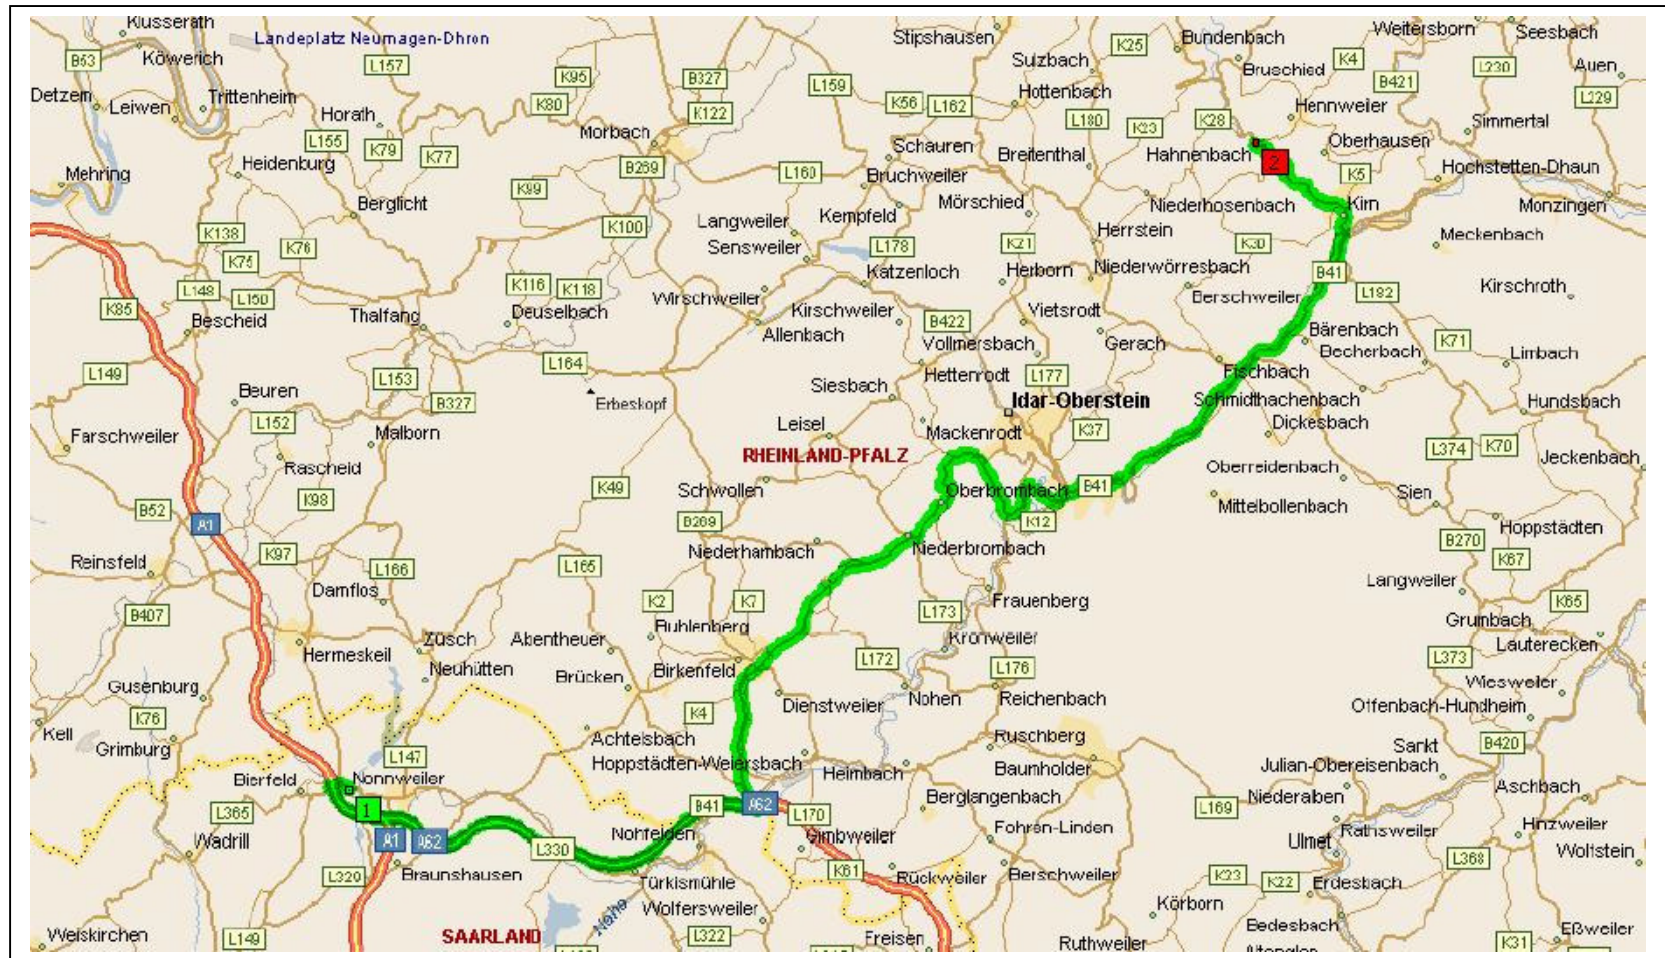 Klusserath
Landeplatz Neumagen-Dhron
Stipshausen
K25
Bundenbach
Weitersborn
Seesbach
B53
Köwerich
L157
K95
B327
L159
Sulzbach
Bruschied
K4
L230
Auen
Detzem
Leiwen
Trittenheim
Horath
K80
K122
K56
L162
Hottenbach
Hennweiler
B421
L229
L155
K79
K77
Morbach
Schauren
L180
K23
K28
Simmertal
Oberhausen
Mehring
Heidenburg
B269
L160
Bruchweiler
Breitenthal
Hahnenbach
2
K5
Hochstetten-Dhaun
K99
Berglicht
Langweiler
Kempfeld
Mörschied
Niederhosenbach
Kirn
Monzingen
K138
K76
K100
Sensweiler
L178
K21
Herrstein
K30
Meckenbach
K75
Katzenloch
Herborn
Niederwörresbach
B41
L148
L150
K116
K118
Wirschweiler
Berschweiler
L182
Kirschroth
K85
Bescheid
Thalfang
Deuselbach
Kirschweiler
Vietsrodt
Allenbach
B422
Vollmersbach
Gerach
Bärenbach
Becherbach
K71
Limbach
L149
L164
Siesbach
Hettenrodt
L177
Fischbach
L153
Beuren
B327
Erbeskopf
Idar-Oberstein
Schmidthachenbach
Hundsbach
Farschweiler
L152
Malborn
Leisel
Mackenrodt
K37
Dickesbach
L374
K70
Jeckenbach
Rascheid
RHEINLAND-PFALZ
Oberreidenbach
K98
K49
Schwollen
Oberbrombach
B41
Mittelbollenbach
Sien
B52
A1
B269
K12
Hoppstädten
Reinsfeld
K97
Niederhambach
Niederbrombach
B270
K67
Damflos
L166
L165
Langweiler
B407
K2
K7
L173
Frauenberg
K65
Grumbach
Hermeskeil
Züsch
Abentheuer
Buhlenberg
Kronweiler
Lauterecken
Neuhütten
Brücken
Birkenfeld
L172
L176
L373
Wiesweiler
Gusenburg
Nohen
Reichenbach
K76
K4
Dienstweiler
Offenbach-Hundheim
Kell
Grimburg
L147
Achtelsbach
Ruschberg
Sankt
Julian-Obereisenbach
B420
Bierfeld
Nonnweiler
Hoppstädten-Weiersbach
Heimbach
Baumholder
Aschbach
L365
1
B41
A62
L170
Berglangenbach
L169
Niederalben
Wadrill
A1
A62
Nohfelden
Gimbweiler
Fohren-Linden
Ulmet
Rathsweiler
Hinzweiler
L330
L368
Wolfstein
L329
Braunshausen
Türkismühle
K61
Rückweiler
Berschweiler
K23
K22
Erdesbach
Nahe
Wolfersweiler
Körborn
Weiskirchen
L149
SAARLAND
L322
Freisen
Ruthweiler
Bedesbach
K31
Eßweiler